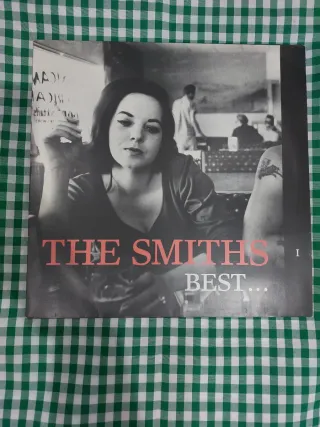 THE SMITHS
I
BEST...